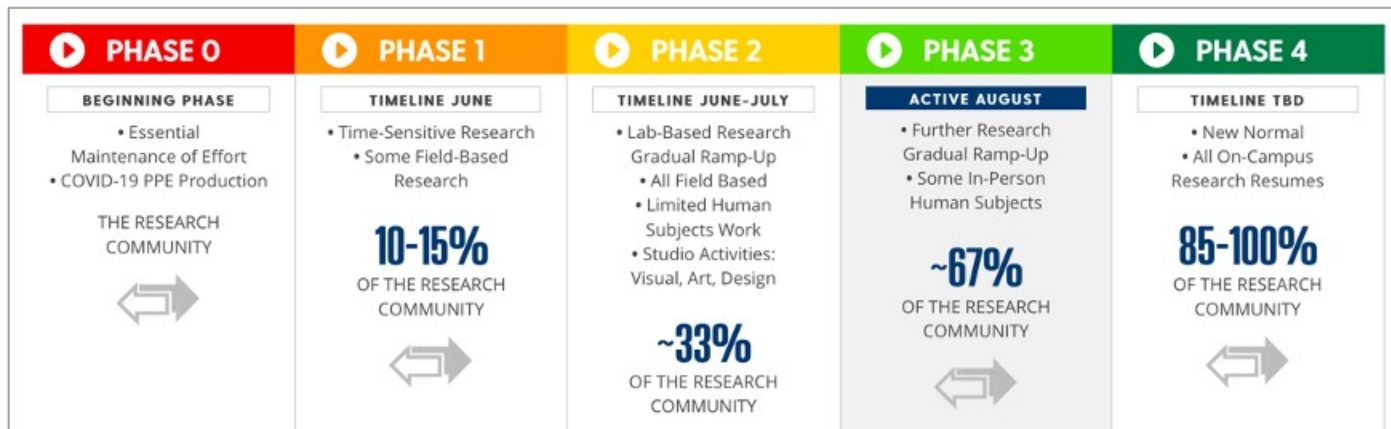 PHASE 0
BEGINNING PHASE
• Essential
Maintenance of Effort
• COVID-19 PPE Production
THE RESEARCH
COMMUNITY
PHASE 1
TIMELINE JUNE
• Time-Sensitive Research
• Some Field-Based
Research
10-15%
OF THE RESEARCH
COMMUNITY
PHASE 2
TIMELINE JUNE-JULY
• Lab-Based Research
Gradual Ramp-Up
• All Field Based
• Limited Human
Subjects Work
• Studio Activities:
Visual, Art, Design
~33%
OF THE RESEARCH
COMMUNITY
PHASE 3
ACTIVE AUGUST
• Further Research
Gradual Ramp-Up
• Some In-Person
Human Subjects
~67%
OF THE RESEARCH
COMMUNITY
PHASE 4
TIMELINE TBD
• New Normal
• All On-Campus
Research Resumes
85-100%
OF THE RESEARCH
COMMUNITY